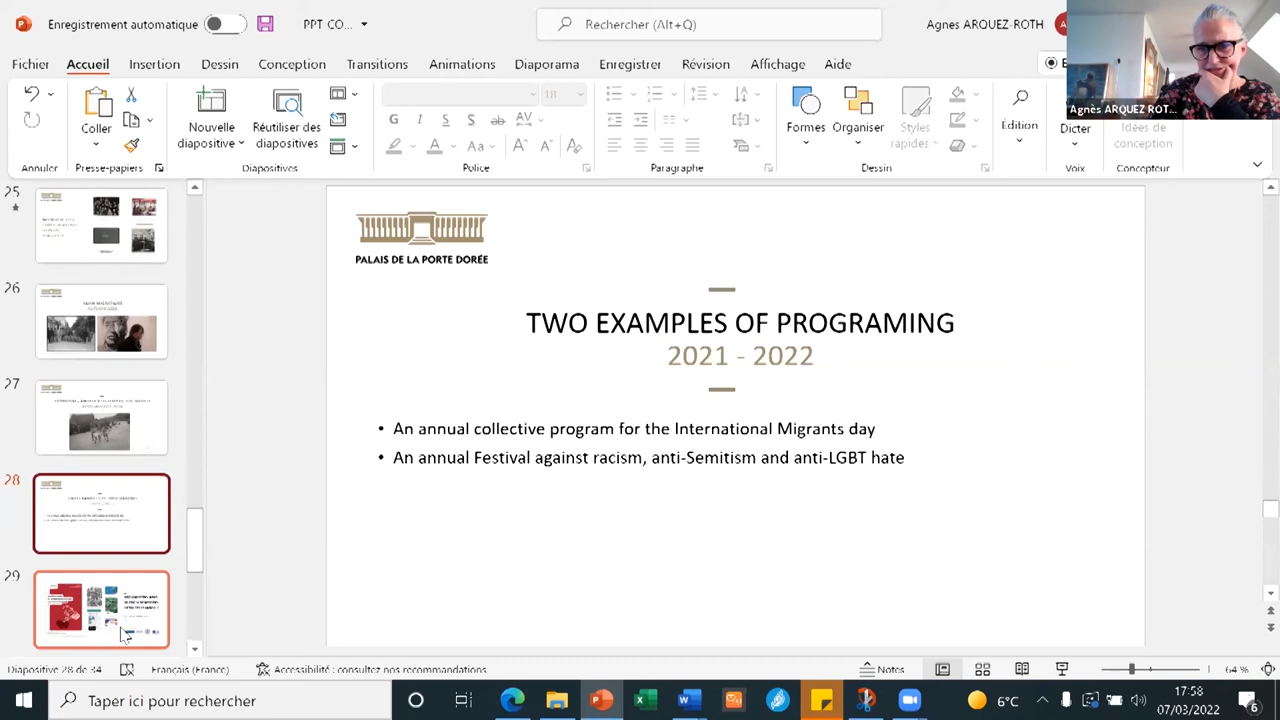 Enregistrement automatique
PPT CO...
Rechercher (Alt+Q)
Agnes ARQUEZ-ROTH
Fichier
Accueil
Insertion
Dessin
Conception
Transitions
Animations
Diaporama
Enregistrer
Révision
Affichage
Aide
Agnès ARQUEZ ROT...
Coller
Nouvelle
diapositive
Réutiliser des
diapositives
18
G
S
ab
AV
Aa
Formes
Organiser
Styles
rapides
Edition
Dicter
Idées de
conception
Annuler
Presse-papiers
Diapositives
Police
Paragraphe
Dessin
Voix
Concepteur
25
26
27
28
29
PALAIS DE LA PORTE DORÉE
TWO EXAMPLES OF PROGRAMING
2021 - 2022
• An annual collective program for the International Migrants day
• An annual Festival against racism, anti-Semitism and anti-LGBT hate
Diapositive 28 de 34
Français (France)
Accessibilité : consultez nos recommandations
Notes
64 %
Taper ici pour rechercher
6°C
17:58
07/03/2022
6